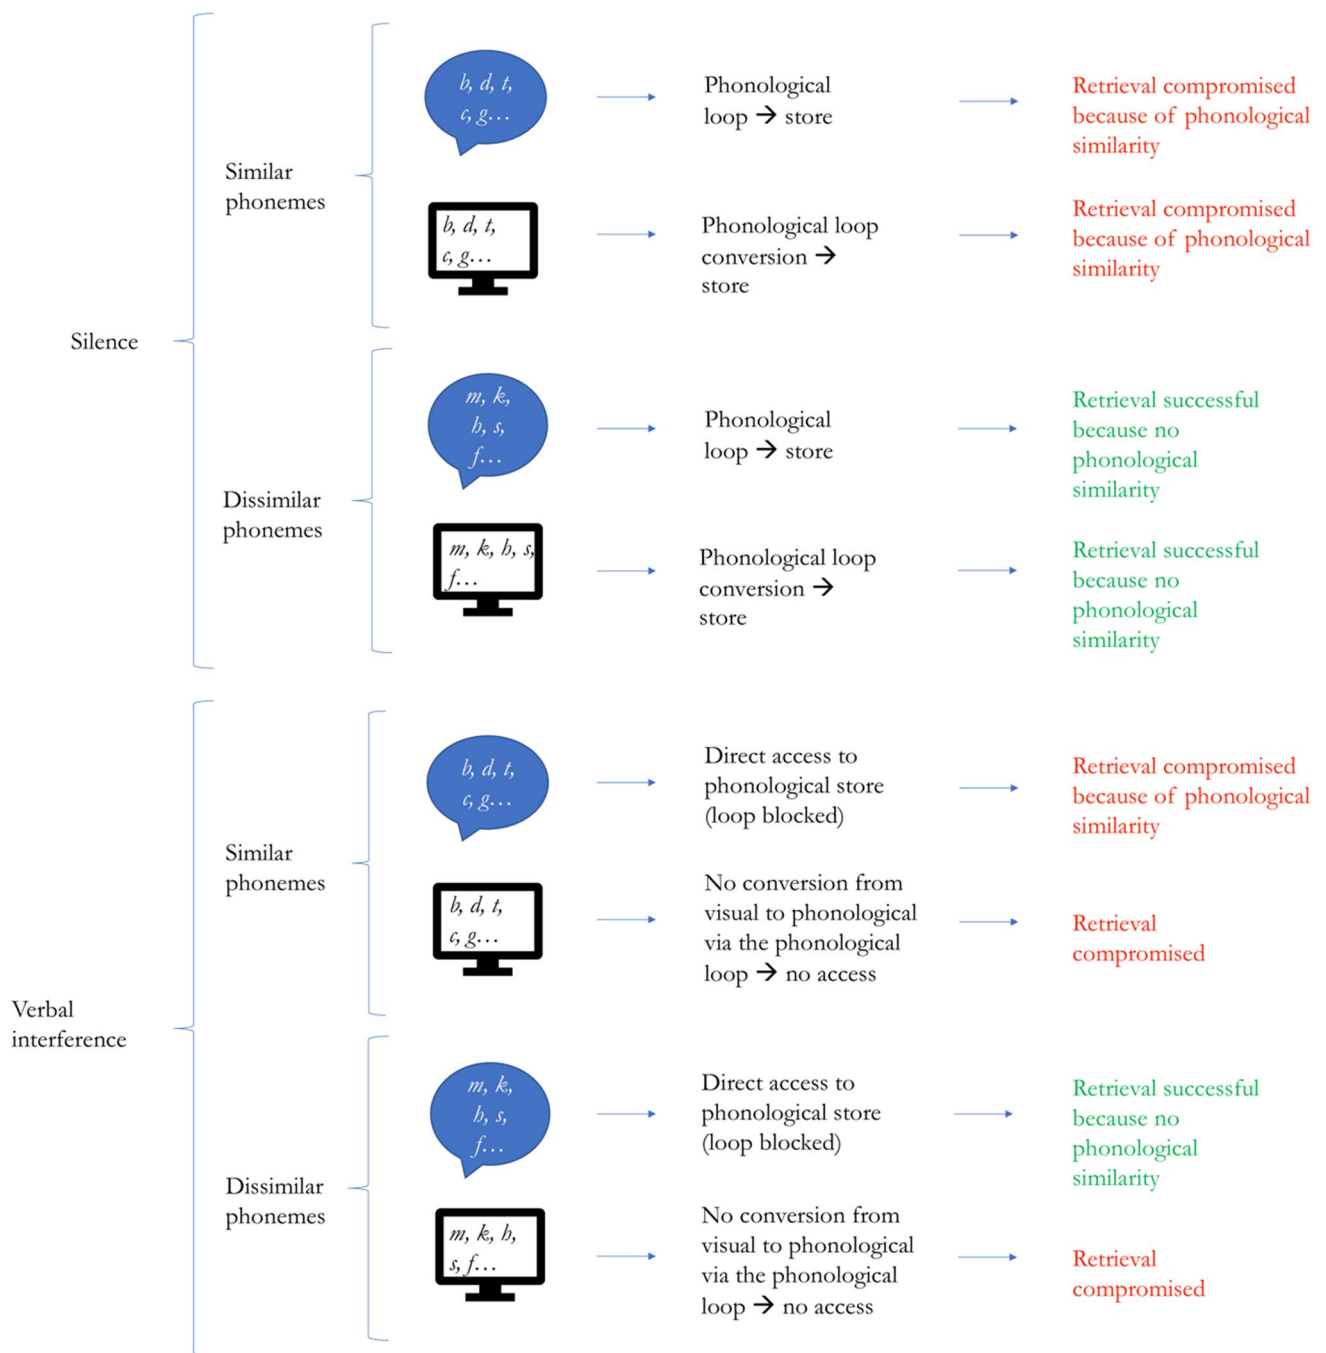 Silence
Similar
phonemes
b, d, t,
c, g...
Phonological
loop → store
Retrieval compromised
because of phonological
similarity
b, d, t,
c, g...
Phonological loop
conversion →
store
Retrieval compromised
because of phonological
similarity
Dissimilar
phonemes
m, k,
h, s,
f...
Phonological
loop → store
Retrieval successful
because no
phonological
similarity
m, k, h, s,
f...
Phonological loop
conversion →
store
Retrieval successful
because no
phonological
similarity
Verbal
interference
Similar
phonemes
b, d, t,
c, g...
Direct access to
phonological store
(loop blocked)
Retrieval compromised
because of phonological
similarity
b, d, t,
c, g...
No conversion from
visual to phonological
via the phonological
loop → no access
Retrieval
compromised
Dissimilar
phonemes
m, k,
h, s,
f...
Direct access to
phonological store
(loop blocked)
Retrieval successful
because no
phonological
similarity
m, k, h,
s, f...
No conversion from
visual to phonological
via the phonological
loop → no access
Retrieval
compromised